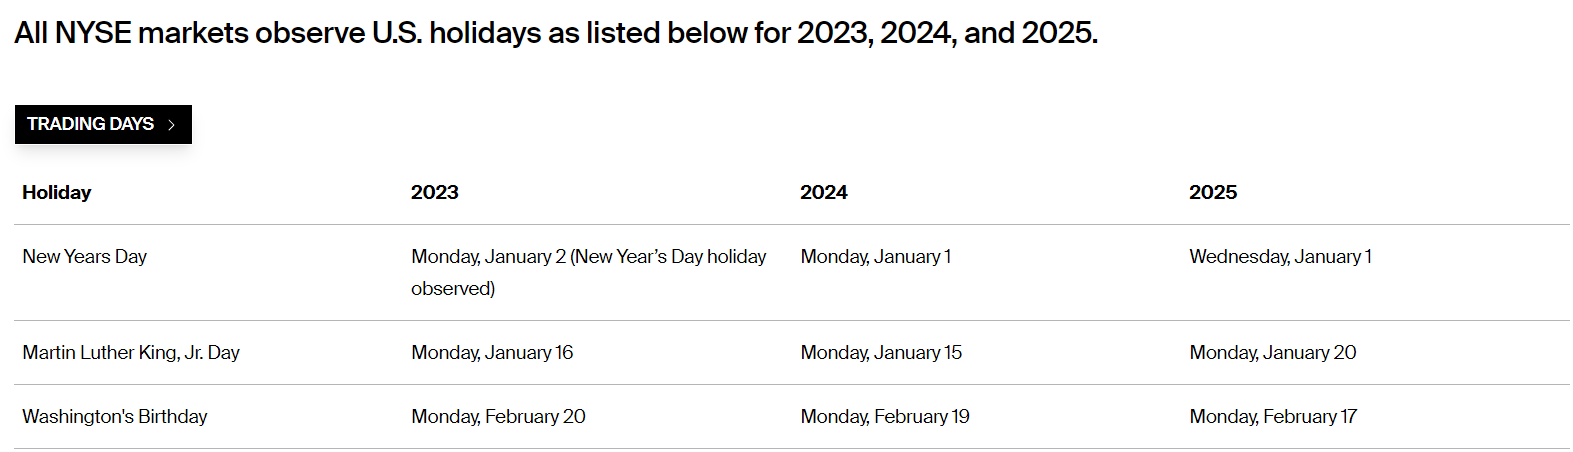 All NYSE markets observe U.S. holidays as listed below for 2023, 2024, and 2025.
TRADING DAYS
Holiday 2023 2024 2025
New Years Day Monday, January 2 (New Year’s Day holiday Monday, January 1 Wednesday, January 1
observed)
Martin Luther King, Jr. Day Monday, January 16 Monday, January 15 Monday, January 20
Washington's Birthday Monday, February 20 Monday, February 19 Monday, February 17